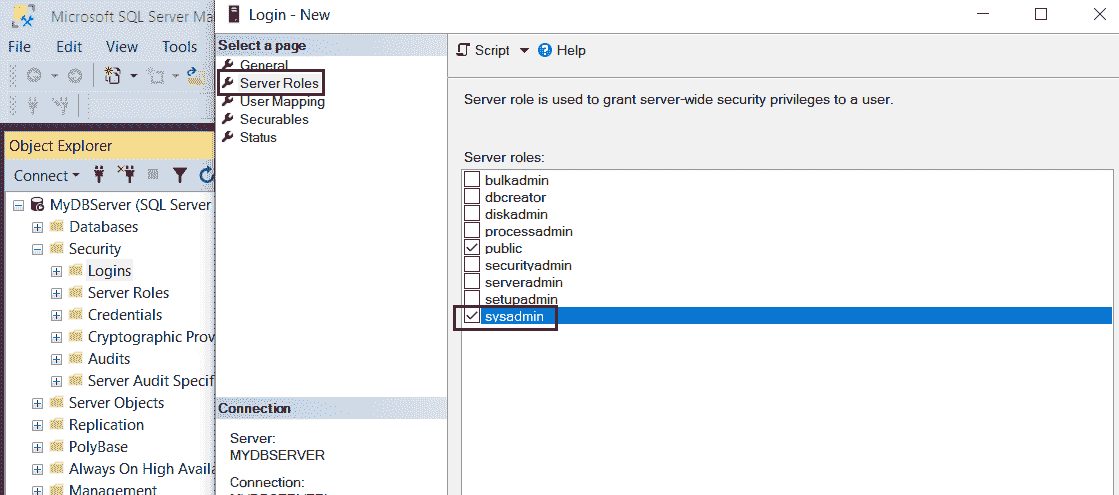 Microsoft SQL Server Ma
File Edit View Tools
Object Explorer
Connect
MyDBServer (SQL Server
Databases
Security
Logins
Server Roles
Credentials
Cryptographic Prov
Audits
Server Audit Specif
Server Objects
Replication
PolyBase
Always On High Availa
Management
Login - New
Select a page
General
Server Roles
User Mapping
Securables
Status
Connection
Server:
MYDBSERVER
Connection:
Script Help
Server role is used to grant server-wide security privileges to a user.
Server roles:
bulkadmin
dbcreator
diskadmin
processadmin
public
securityadmin
serveradmin
setupadmin
sysadmin